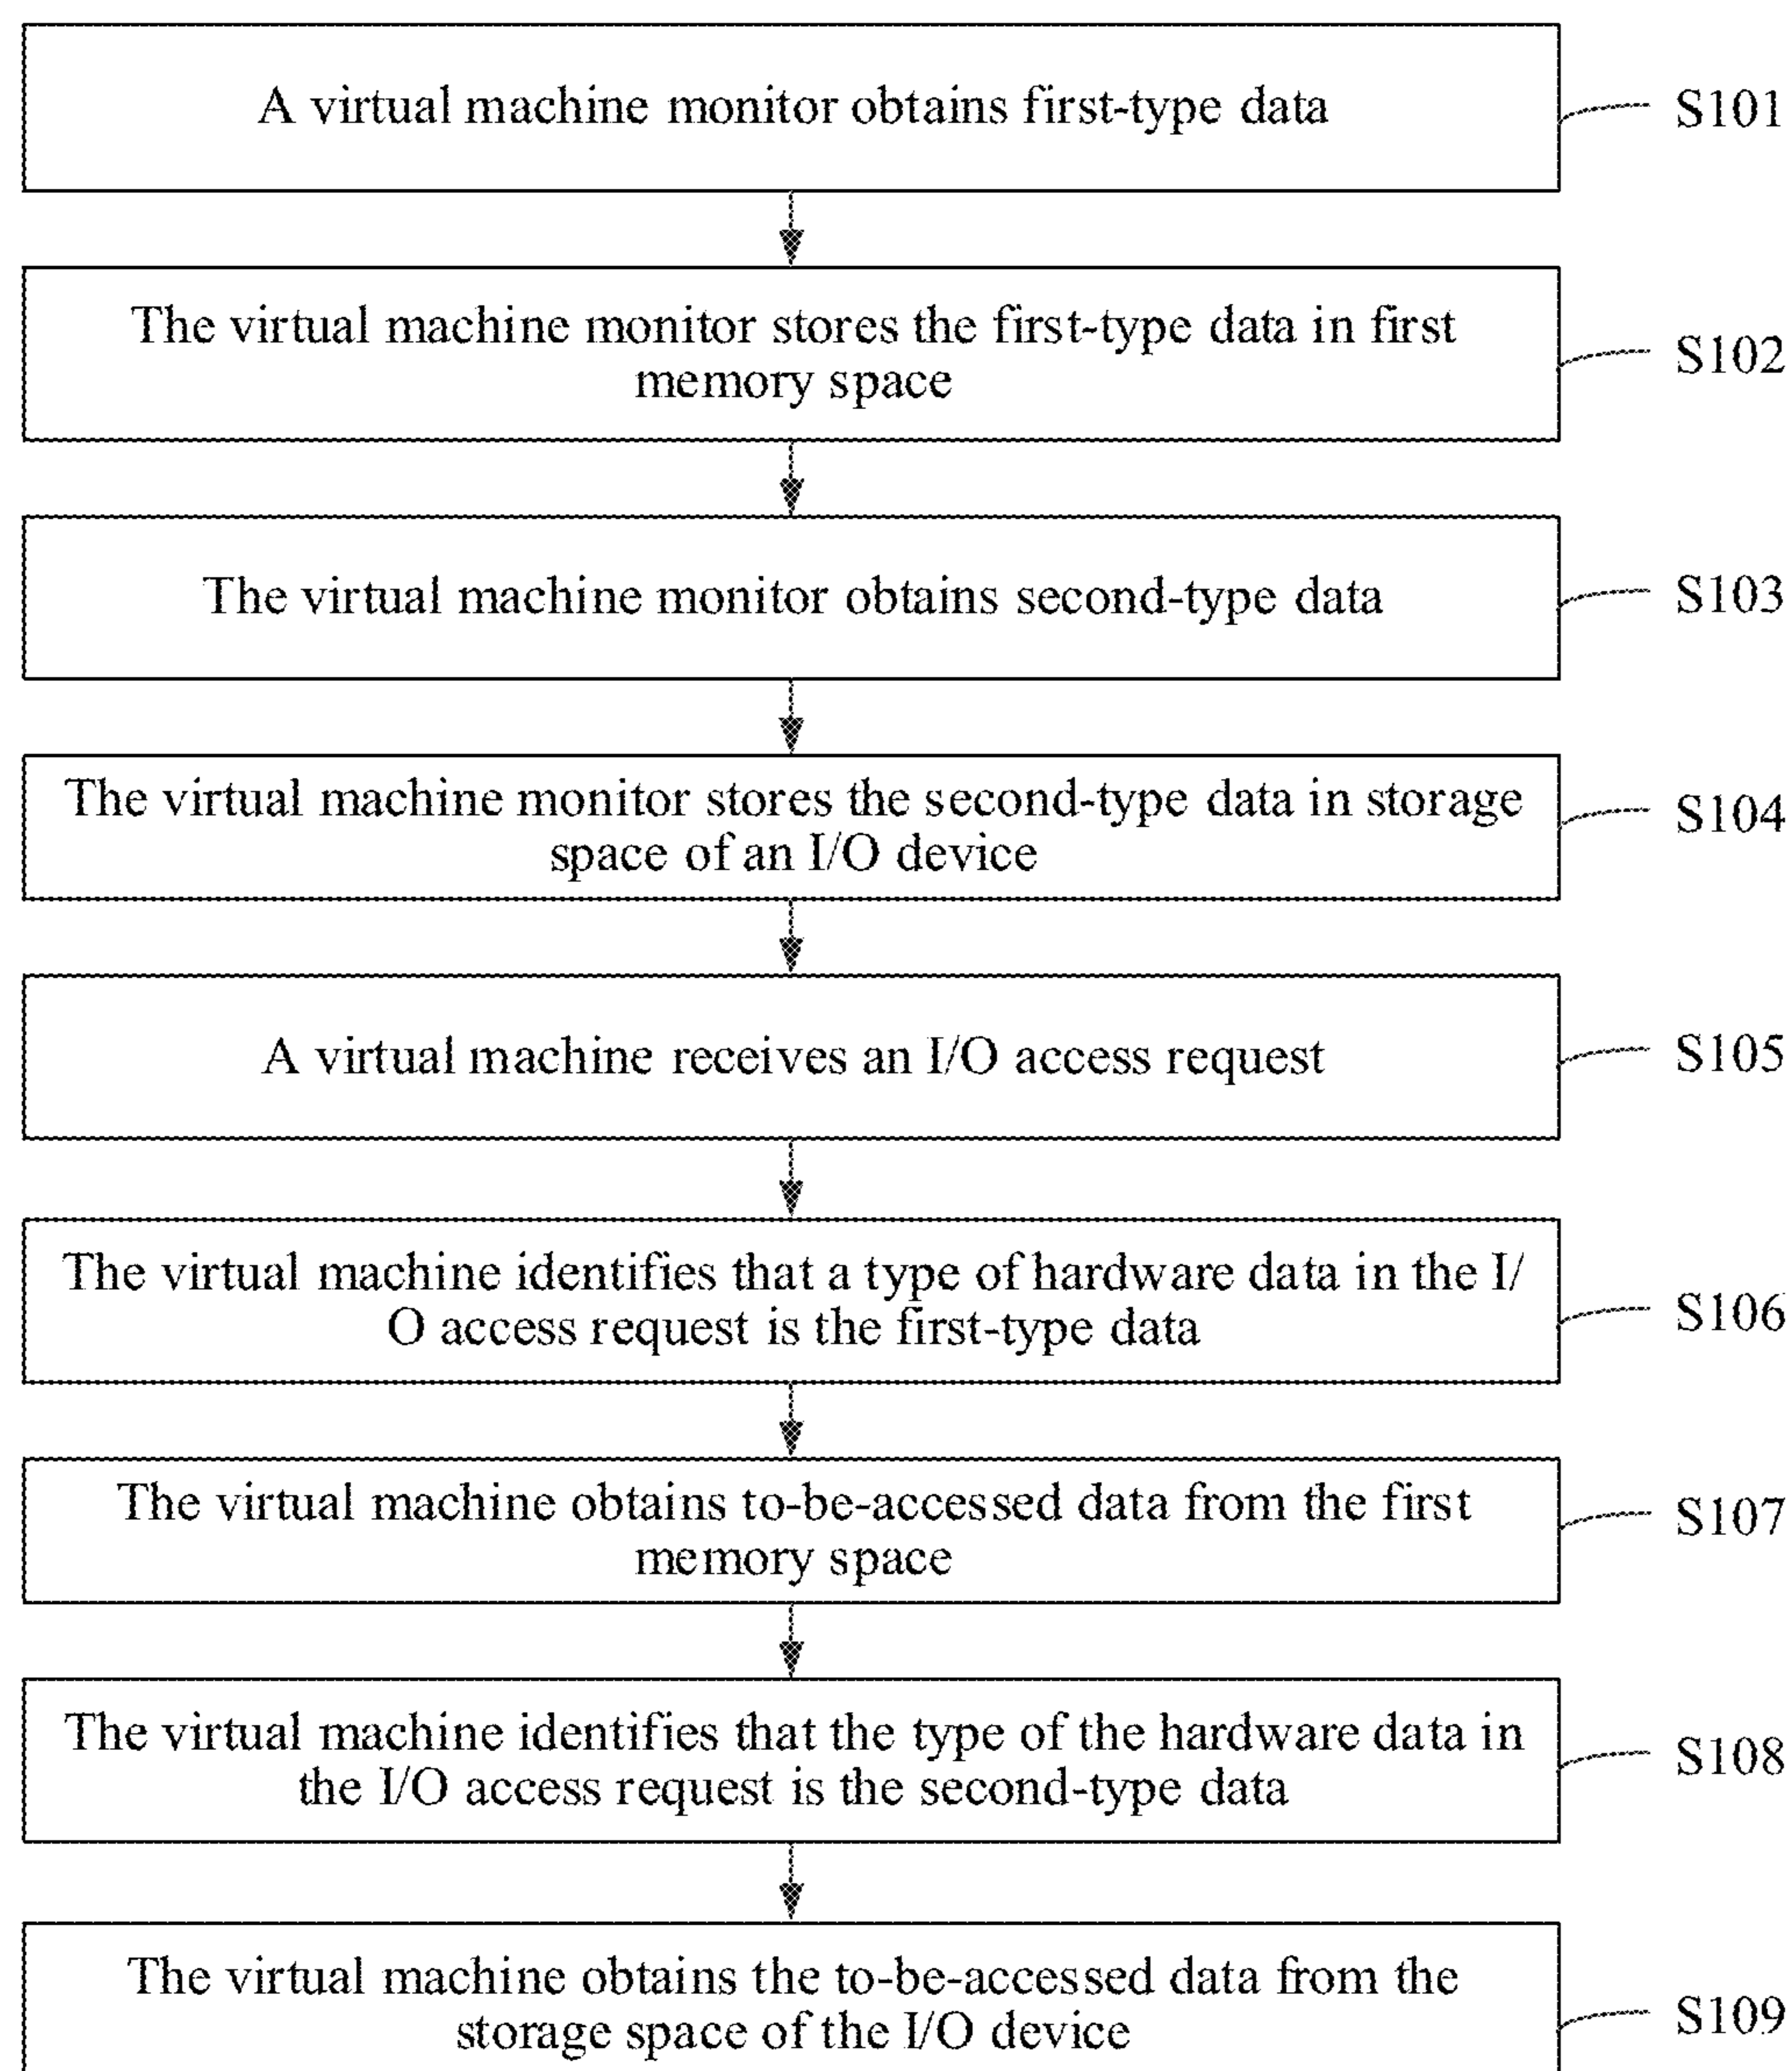 A virtual machine monitor obtains first-type data
S101
The virtual machine monitor stores the first-type data in first
memory space
S102
The virtual machine monitor obtains second-type data
S103
The virtual machine monitor stores the second-type data in storage
space of an I/O device
S104
A virtual machine receives an I/O access request
S105
The virtual machine identifies that a type of hardware data in the I/
O access request is the first-type data
S106
The virtual machine obtains to-be-accessed data from the first
memory space
S107
The virtual machine identifies that the type of the hardware data in
the I/O access request is the second-type data
S108
The virtual machine obtains the to-be-accessed data from the
storage space of the I/O device
S109